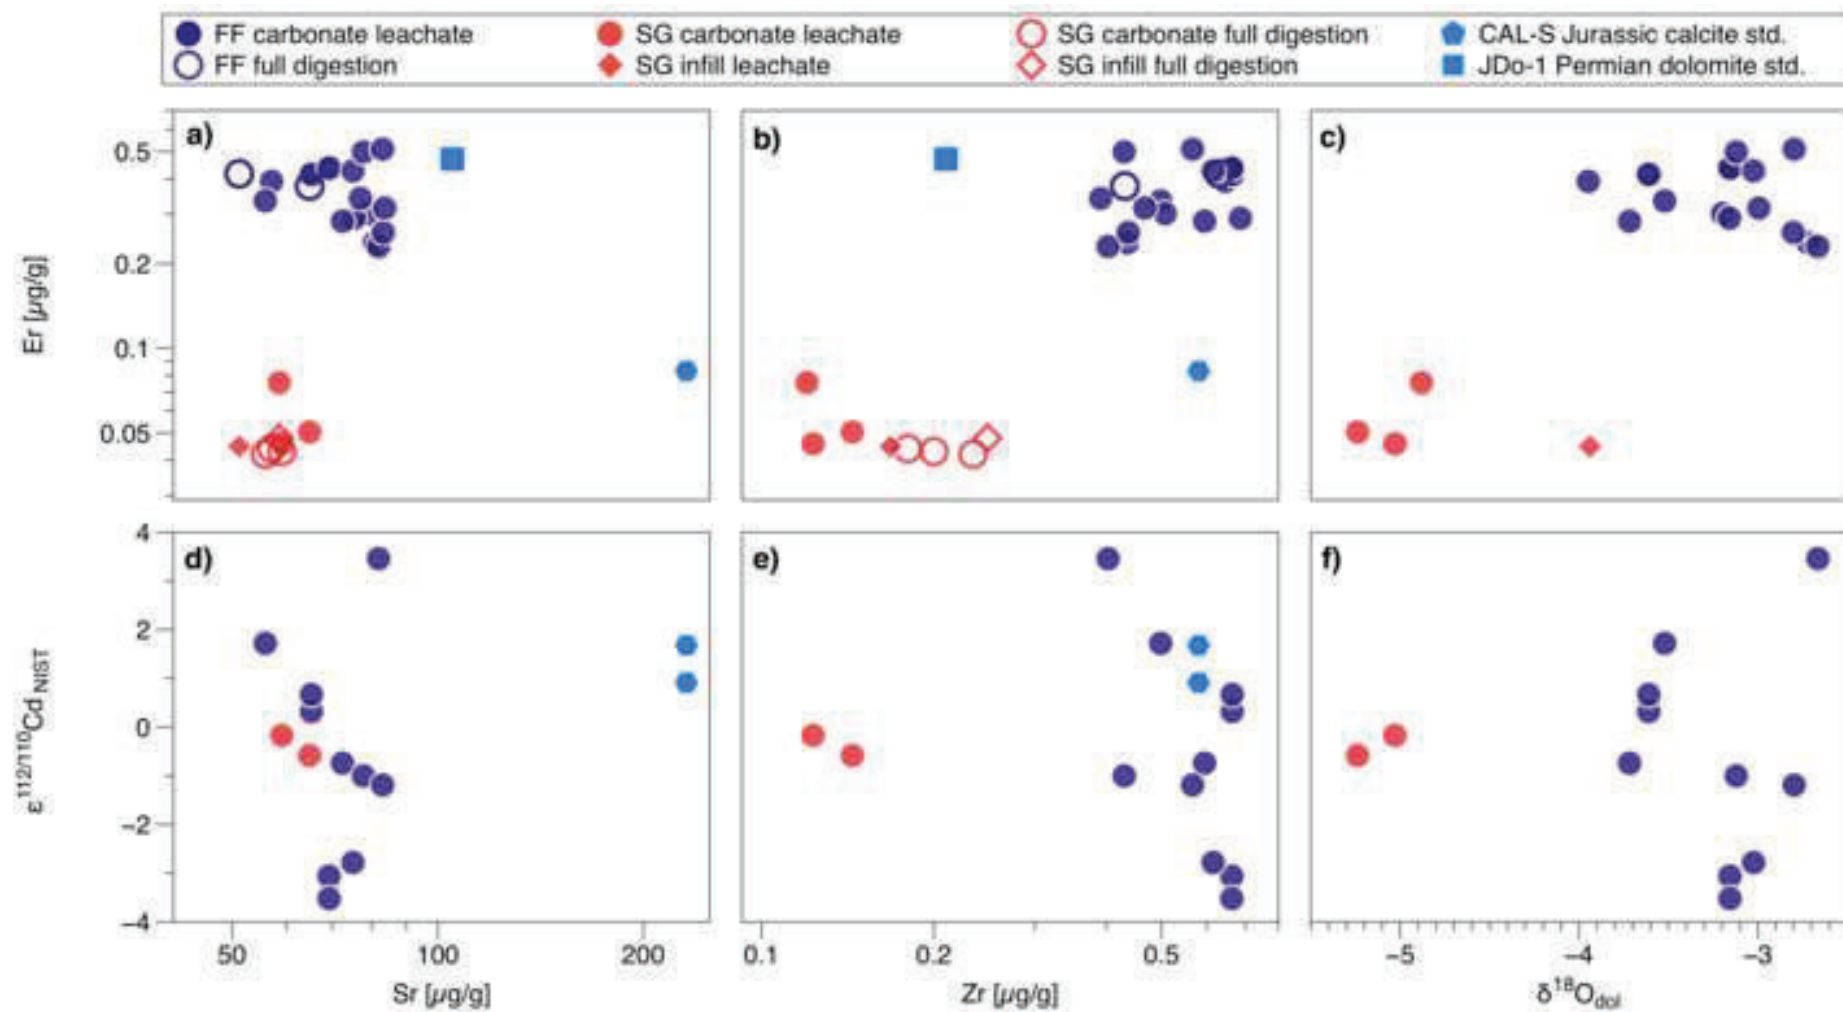 FF carbonate leachate SG carbonate leachate SG carbonate full digestion CAL-S Jurassic calcite std.
FF full digestion SG infill leachate SG infill full digestion JDo-1 Permian dolomite std.
a) b) c)
0.5
0.2
0.1
0.05
Er [µg/g]
d) e) f)
4
2
0
−2
−4
ε112/110Cd NIST
50 100 200 0.1 0.2 0.5 −5 −4 −3
Sr [µg/g] Zr [µg/g] δ18Odol